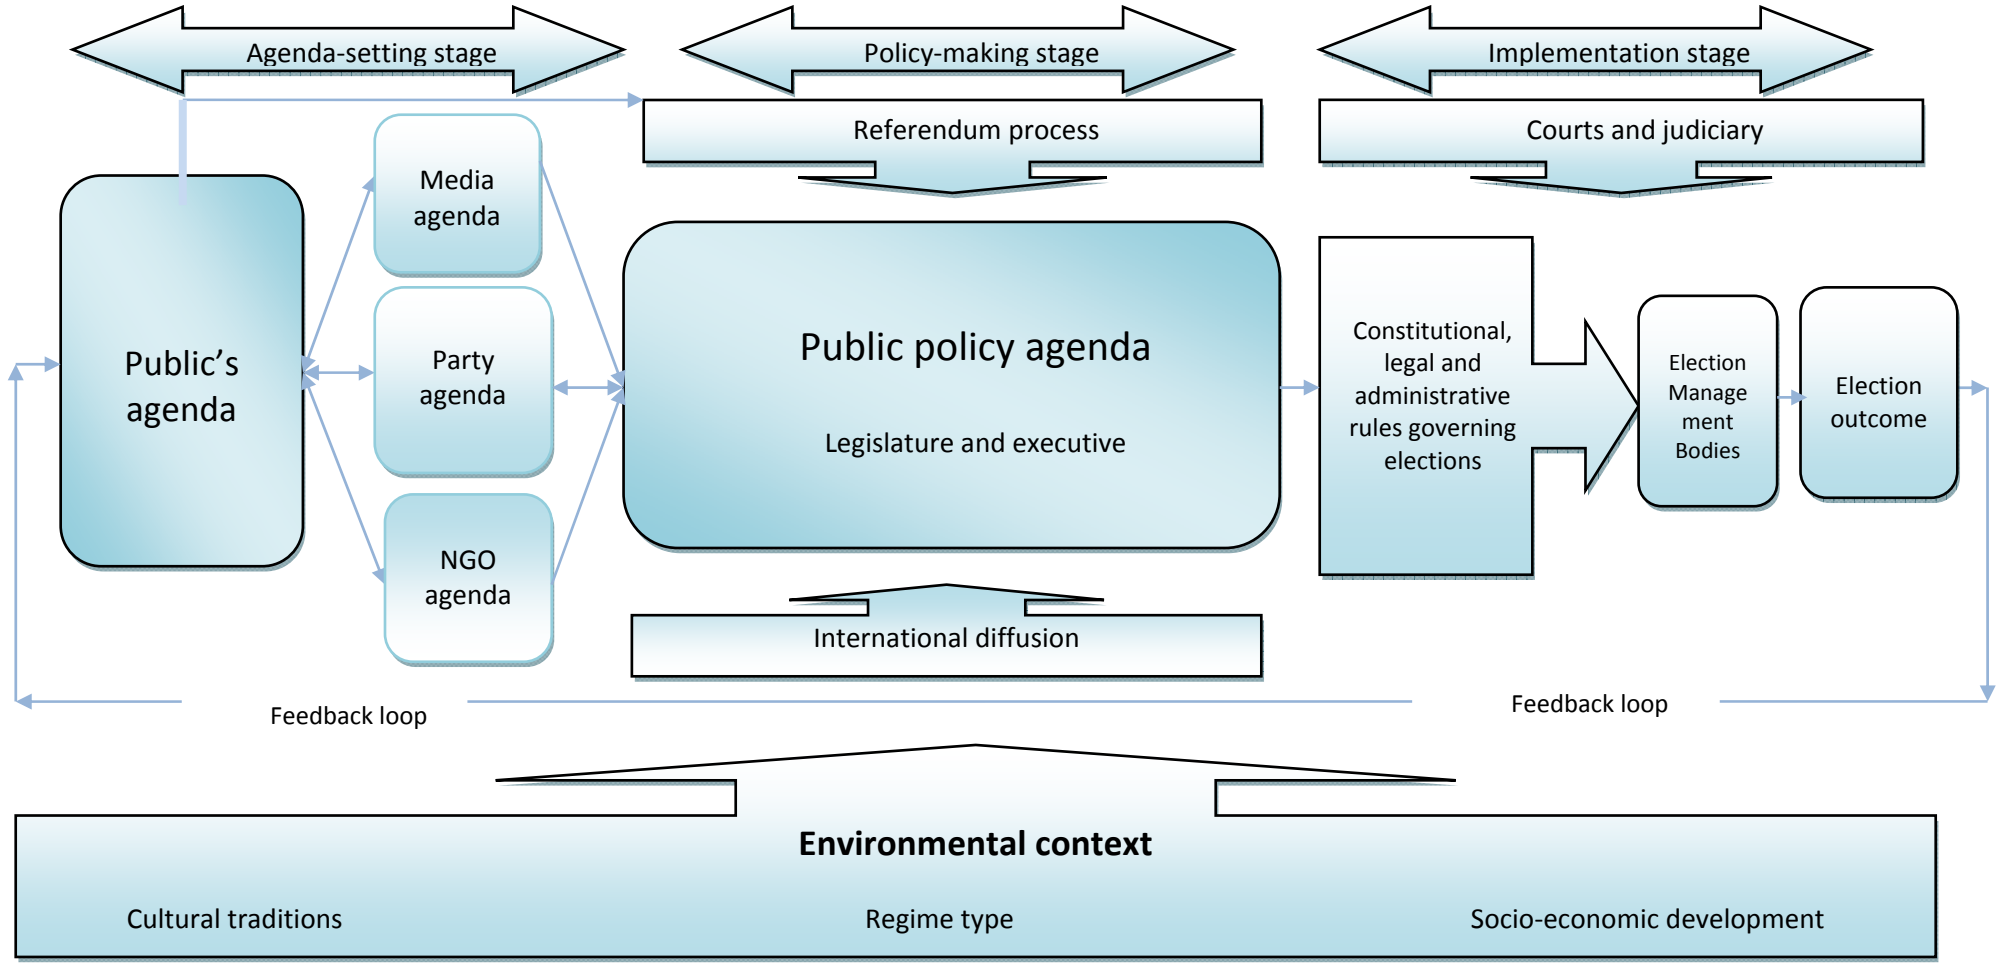 Agenda-setting stage
Policy-making stage
Implementation stage
Referendum process
Courts and judiciary
Media
agenda
Public's
agenda
Party
agenda
NGO
agenda
Public policy agenda
Legislature and executive
Constitutional,
legal and
administrative
rules governing
elections
Election
Manage
ment
Bodies
Election
outcome
International diffusion
Feedback loop
Feedback loop
Environmental context
Cultural traditions
Regime type
Socio-economic development